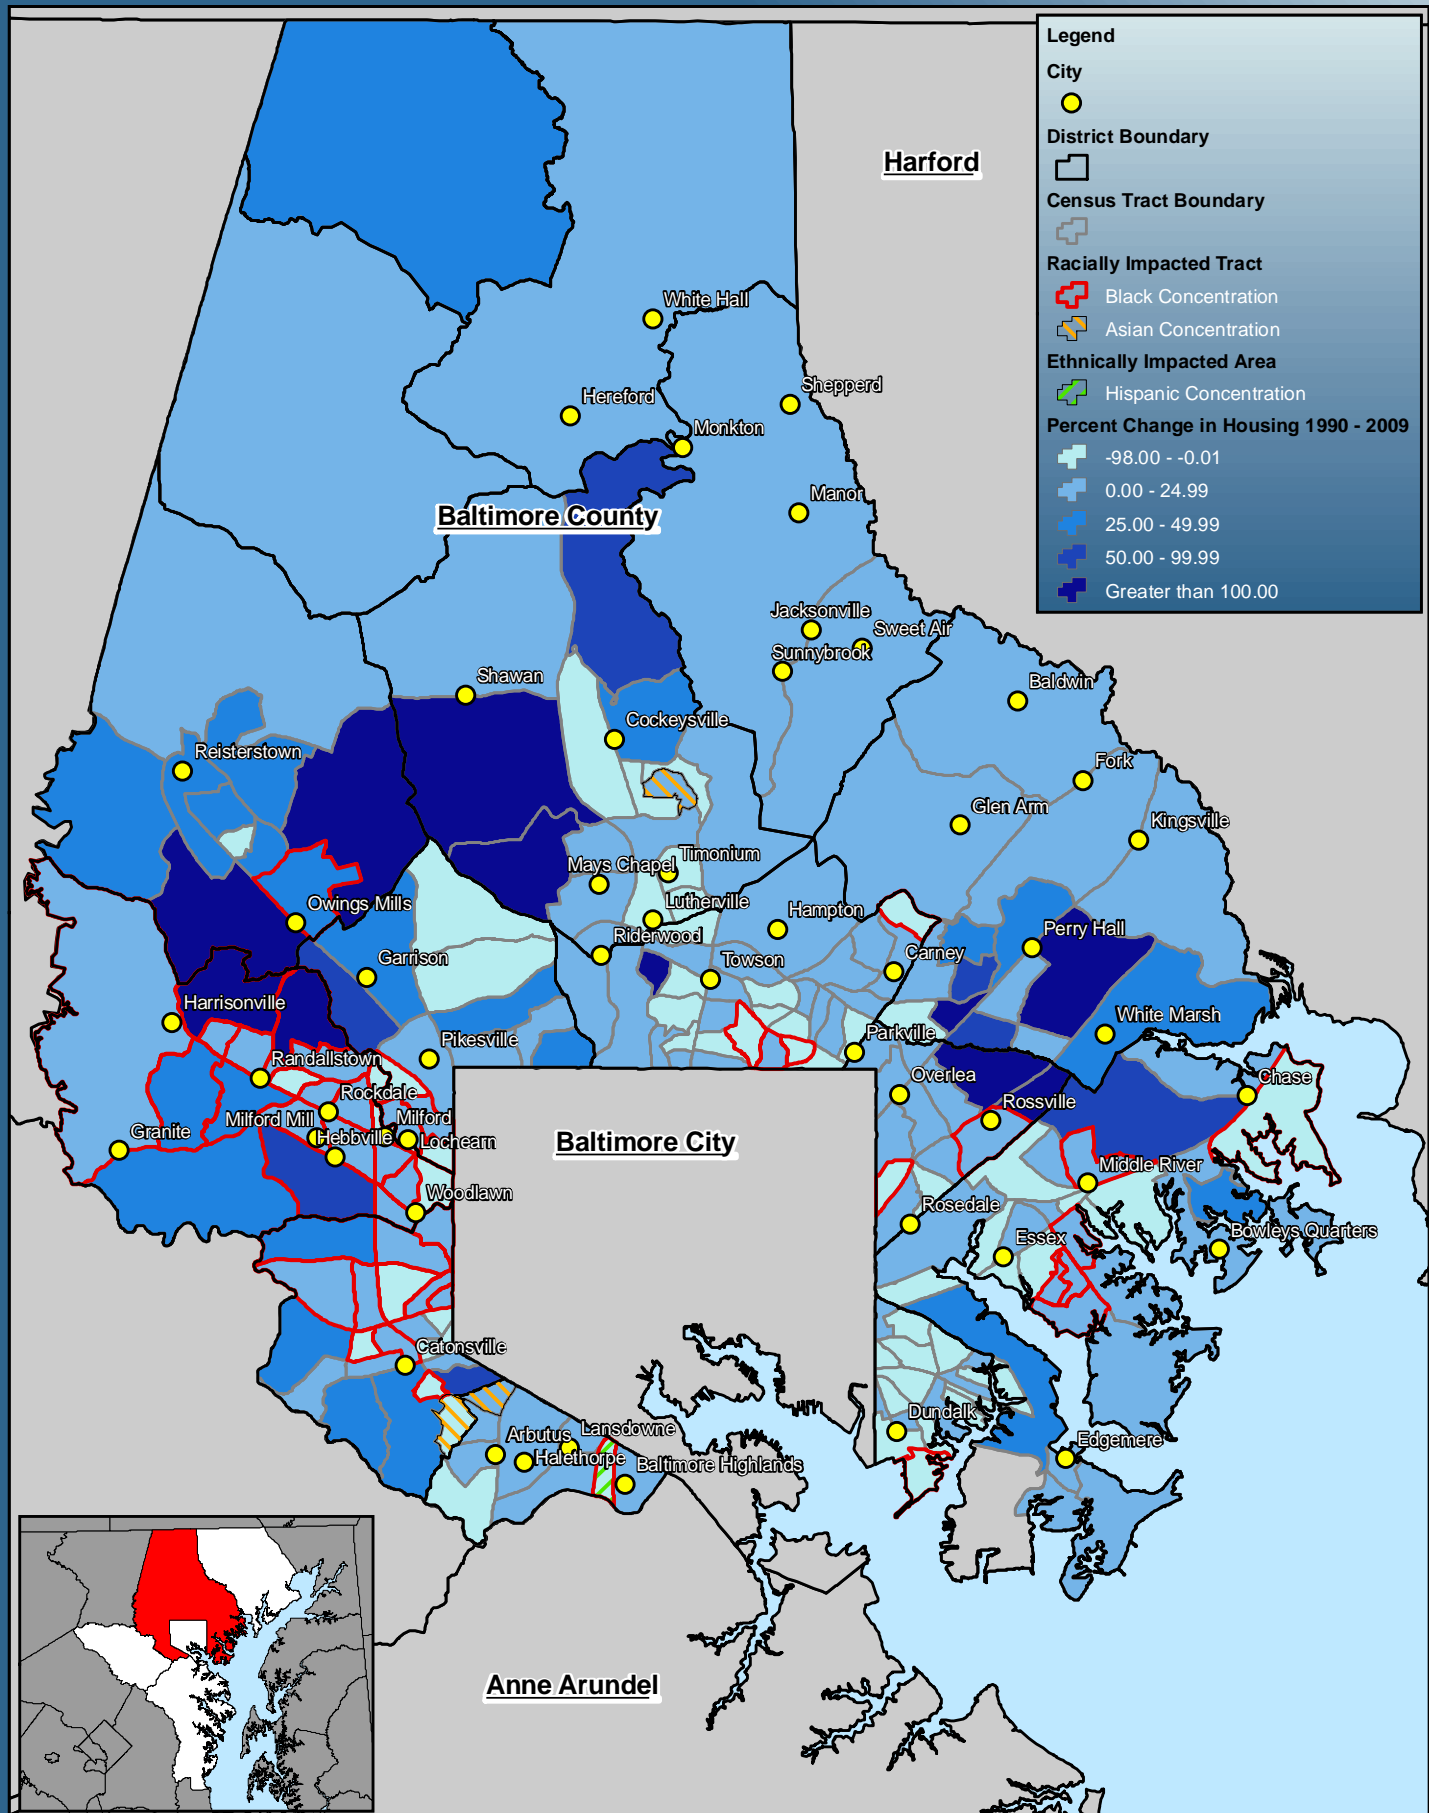 Legend
City
District Boundary
Census Tract Boundary
Racially Impacted Tract
Black Concentration
Asian Concentration
Ethnically Impacted Area
Hispanic Concentration
Percent Change in Housing 1990 - 2009
-98.00 - -0.01
0.00 - 24.99
25.00 - 49.99
50.00 - 99.99
Greater than 100.00
Harford
White Hall
Shepperd
Hereford
Monkton
Manor
Baltimore County
Jacksonville
Sweet Air
Sunnybrook
Shawan
Baldwin
Cockeysville
Reisterstown
Fork
Glen Arm
Kingsville
Timonium
Mays Chapel
Owings Mills
Lutherville
Hampton
Perry Hall
Riderwood
Carney
Garrison
Towson
Harrisonville
White Marsh
Parkville
Pikesville
Randallstown
Overlea
Chase
Rockdale
Rossville
Milford Mill
Milford
Granite
Hebbville
Lochearn
Baltimore City
Middle River
Woodlawn
Rosedale
Bowleys Quarters
Essex
Catonsville
Dundalk
Arbutus
Lansdowne
Edgemere
Halethorpe
Baltimore Highlands
Anne Arundel